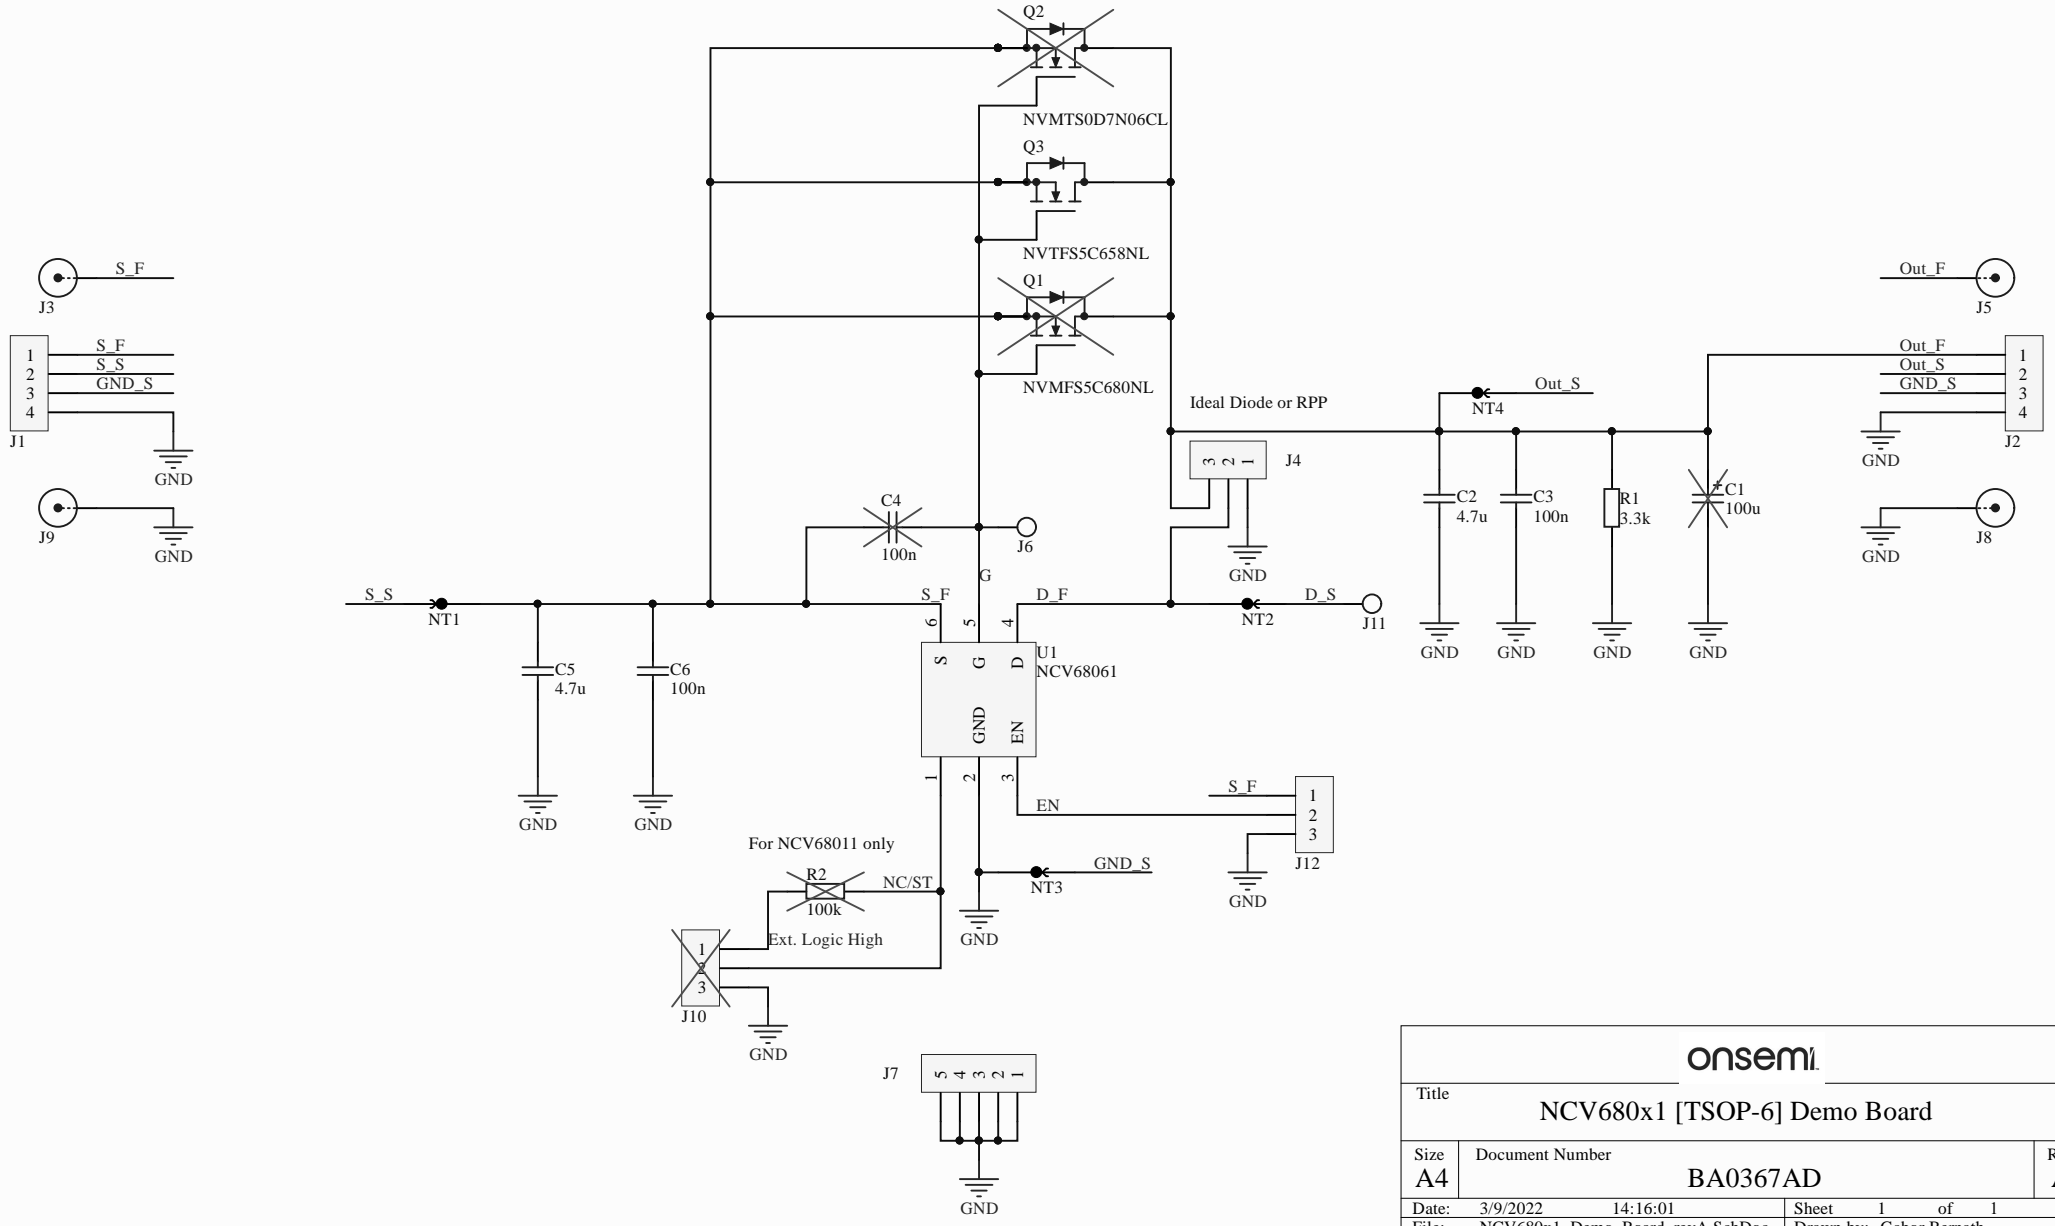 Q2
NVMTS0D7N06CL
Q3
NVTFS5C658NL
Q1
NVMFS5C680NL
S_F
J3
1 S_F
2 S_S
3 GND_S
4
J1
GND
J9
GND
Out_F
J5
Out_F 1
Out_S 2
GND_S 3
4
J2
GND
J8
GND
Ideal Diode or RPP
3 2 1 J4
GND
NT4 Out_S
C2
4.7u
GND
C3
100n
GND
R1
3.3k
GND
+ C1
100u
GND
C4
100n
J6
G
S_S
NT1
S_F
D_F
NT2
D_S
J11
6 5 4
S G D
GND EN
U1
NCV68061
1 2 3
C5
4.7u
GND
C6
100n
GND
For NCV68011 only
R2
100k
NC/ST
Ext. Logic High
1
2
3
J10
GND
NT3
GND_S
GND
EN
S_F
1
2
3
J12
GND
J7 5 4 3 2 1
GND
onsemi
Title
NCV680x1 [TSOP-6] Demo Board
Size
A4
Document Number
BA0367AD
Date: 3/9/2022 14:16:01 Sheet 1 of 1